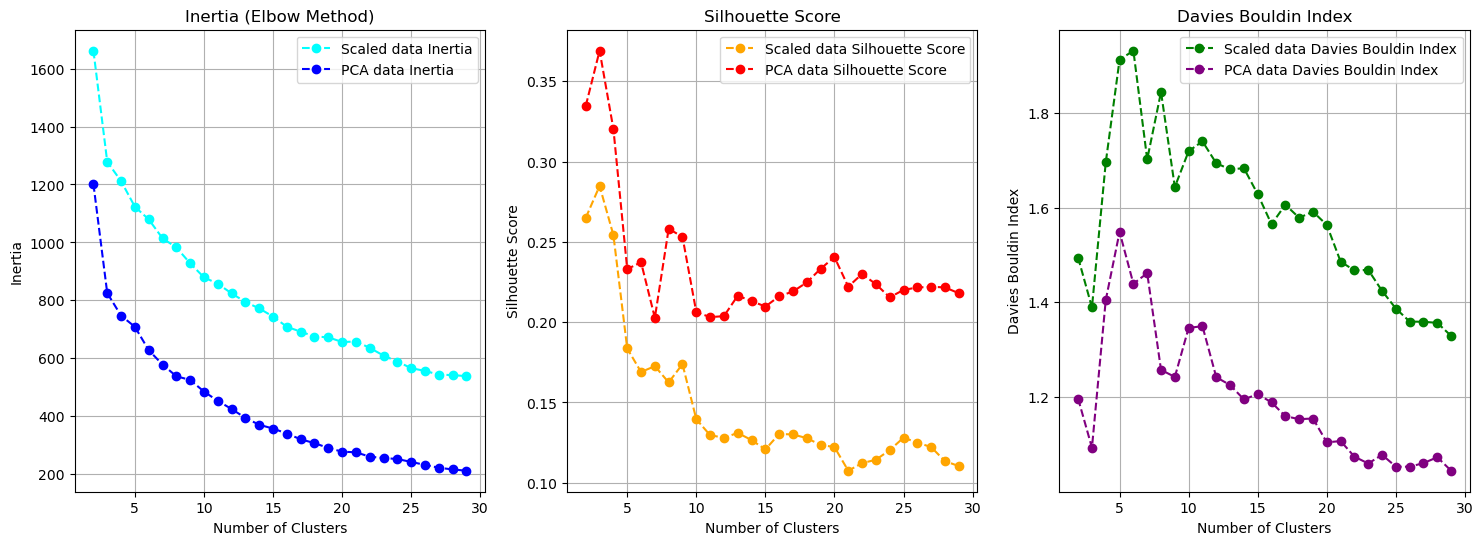 Inertia (Elbow Method)
Scaled data Inertia
PCA data Inertia
1600
1400
1200
1000
800
600
400
200
Inertia
5
10
15
20
25
30
Number of Clusters
Silhouette Score
Scaled data Silhouette Score
PCA data Silhouette Score
0.35
0.30
0.25
0.20
0.15
0.10
Silhouette Score
5
10
15
20
25
30
Number of Clusters
Davies Bouldin Index
Scaled data Davies Bouldin Index
PCA data Davies Bouldin Index
1.8
1.6
1.4
1.2
Davies Bouldin Index
5
10
15
20
25
30
Number of Clusters